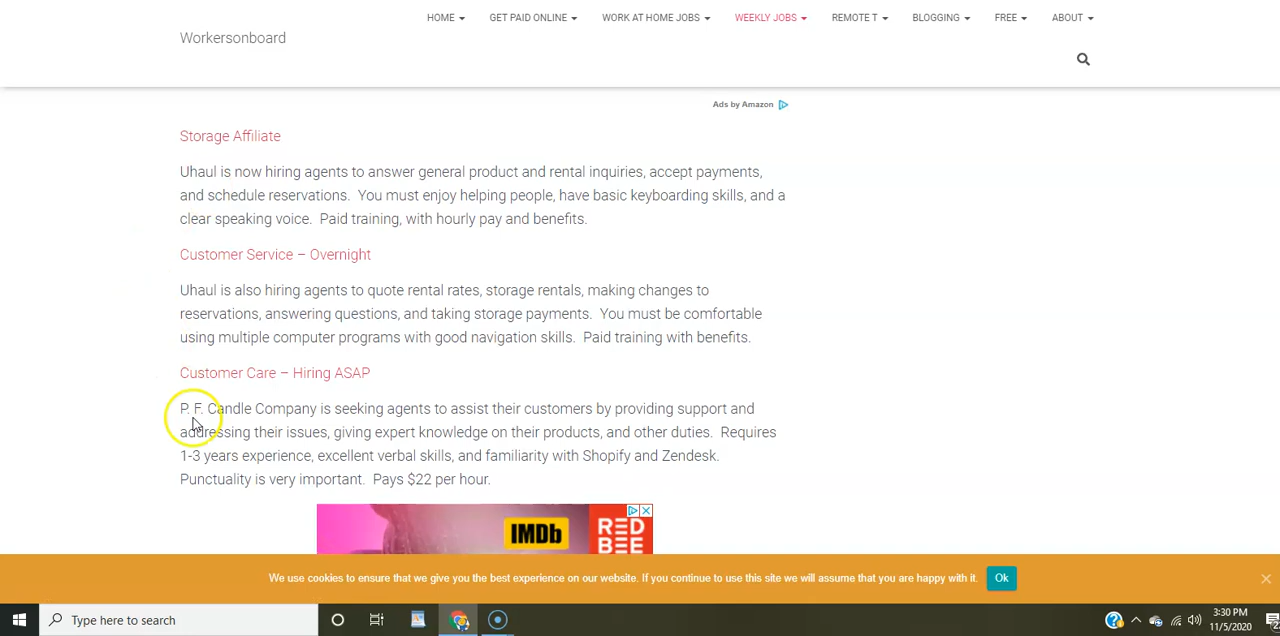 HOME GET PAID ONLINE WORK AT HOME JOBS WEEKLY JOBS REMOTE T BLOGGING FREE ABOUT
Workersonboard
Ads by Amazon
Storage Affiliate
Uhaul is now hiring agents to answer general product and rental inquiries, accept payments,
and schedule reservations. You must enjoy helping people, have basic keyboarding skills, and a
clear speaking voice. Paid training, with hourly pay and benefits.
Customer Service – Overnight
Uhaul is also hiring agents to quote rental rates, storage rentals, making changes to
reservations, answering questions, and taking storage payments. You must be comfortable
using multiple computer programs with good navigation skills. Paid training with benefits.
Customer Care – Hiring ASAP
P. F. Candle Company is seeking agents to assist their customers by providing support and
addressing their issues, giving expert knowledge on their products, and other duties. Requires
1-3 years experience, excellent verbal skills, and familiarity with Shopify and Zendesk.
Punctuality is very important. Pays $22 per hour.
IMDb RED
BEE
We use cookies to ensure that we give you the best experience on our website. If you continue to use this site we will assume that you are happy with it. Ok
Type here to search
3:30 PM
11/5/2020